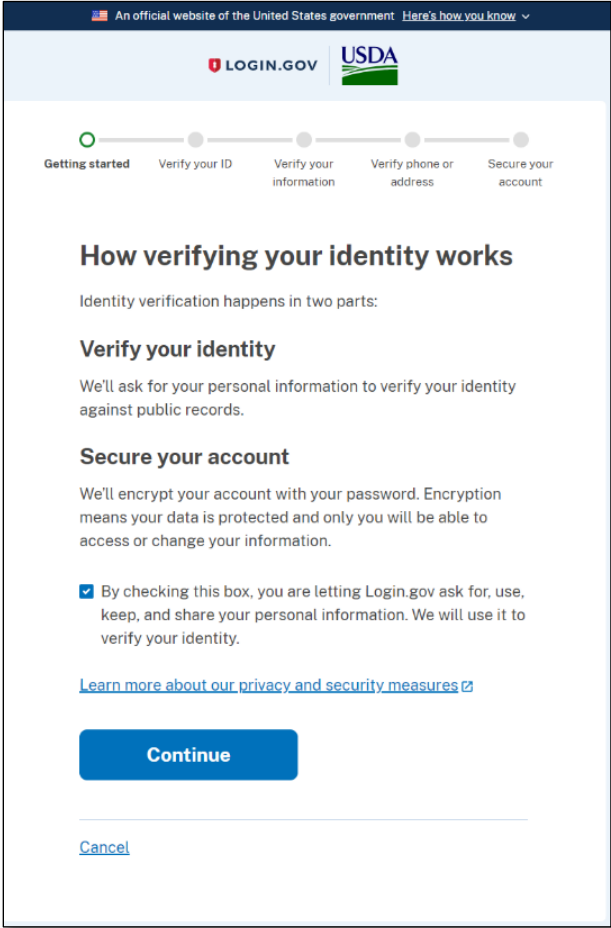 An official website of the United States government Here's how you know
LOGIN.GOV USDA
Getting started Verify your ID Verify your information Verify phone or address Secure your account
How verifying your identity works
Identity verification happens in two parts:
Verify your identity
We'll ask for your personal information to verify your identity
against public records.
Secure your account
We'll encrypt your account with your password. Encryption
means your data is protected and only you will be able to
access or change your information.
By checking this box, you are letting Login.gov ask for, use,
keep, and share your personal information. We will use it to
verify your identity.
Learn more about our privacy and security measures
Continue
Cancel